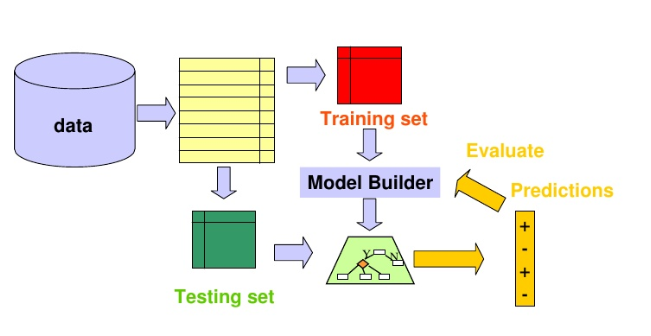 data
Training set
Evaluate
Model Builder
Predictions
Y
N
+
-
+
-
Testing set